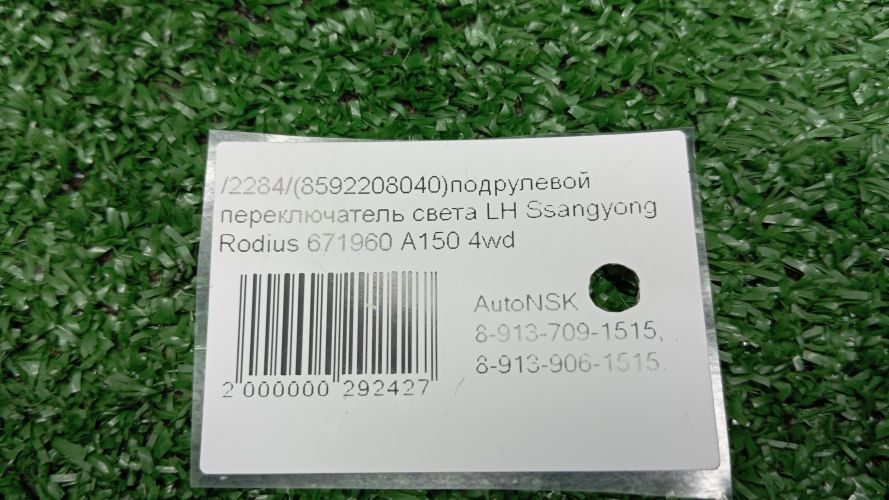 /2284/(8592208040)подрулевой
переключатель света LH Ssangyong
Rodius 671960 A150 4wd
AutoNSK
8-913-709-1515,
8-913-906-1515.
2 000000 292427